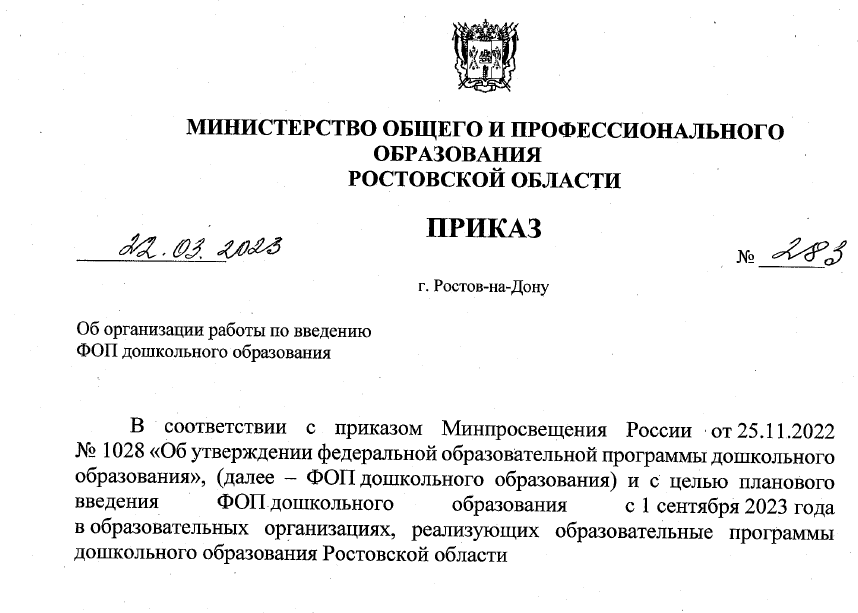 МИНИСТЕРСТВО ОБЩЕГО И ПРОФЕССИОНАЛЬНОГО
ОБРАЗОВАНИЯ
РОСТОВСКОЙ ОБЛАСТИ
ПРИКАЗ
22.03.2023 № 283
г. Ростов-на-Дону
Об организации работы по введению
ФОП дошкольного образования
В соответствии с приказом Минпросвещения России от 25.11.2022
№ 1028 «Об утверждении федеральной образовательной программы дошкольного
образования», (далее – ФОП дошкольного образования) и с целью планового
введения ФОП дошкольного образования с 1 сентября 2023 года
в образовательных организациях, реализующих образовательные программы
дошкольного образования Ростовской области